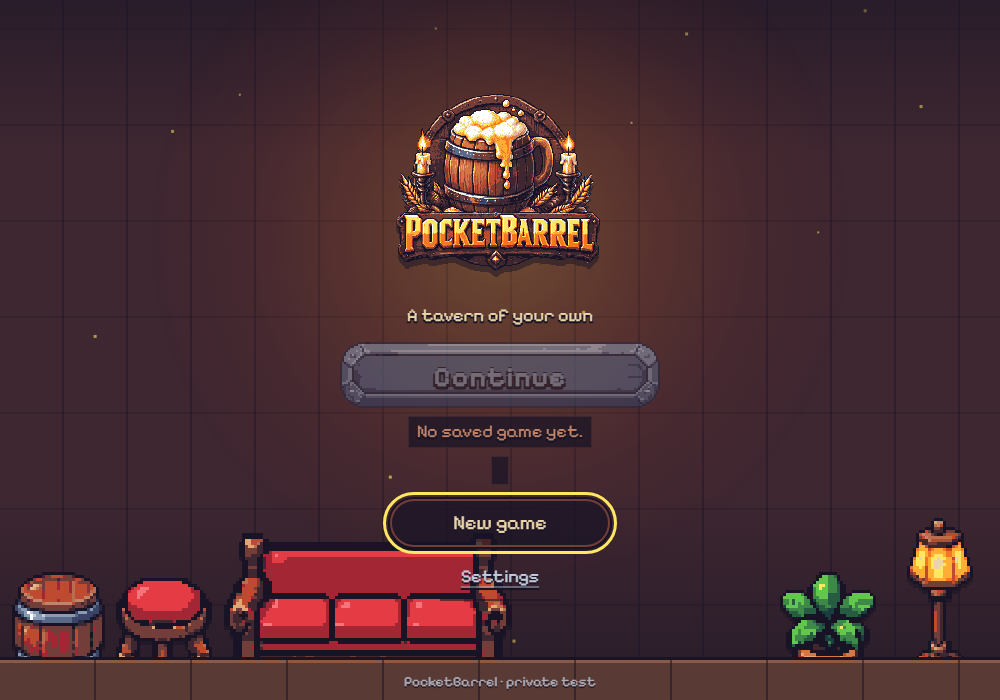 POCKETBARREL
A tavern of your own
Continue
No saved game yet.
New game
Settings
PocketBarrel · private test